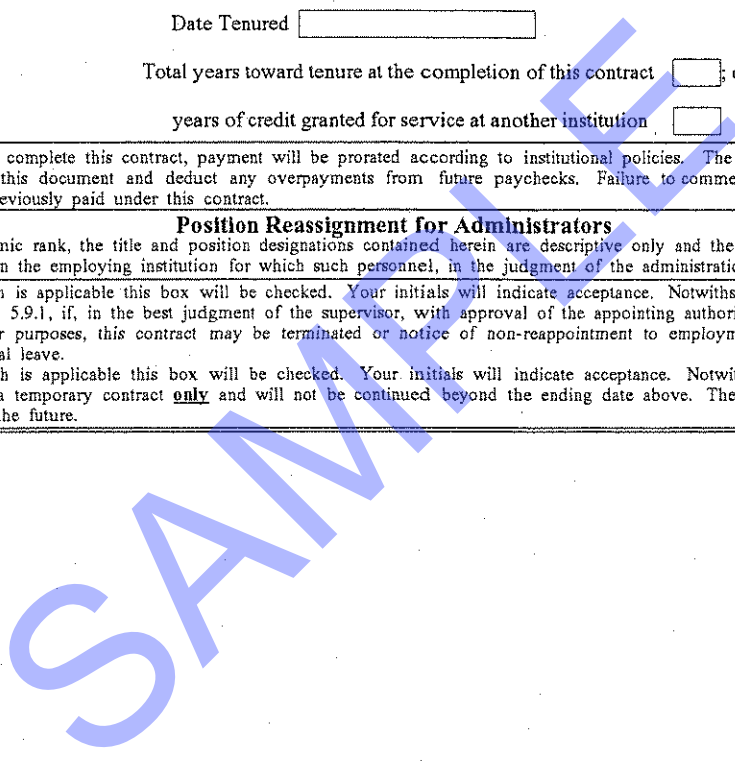 Date Tenured
Total years toward tenure at the completion of this contract ;
years of credit granted for service at another institution
complete this contract, payment will be prorated according to institutional policies. The
this document and deduct any overpayments from future paychecks. Failure to comme
eviously paid under this contract.
Position Reassignment for Administrators
nic rank, the title and position designations contained herein are descriptive only and the
n the employing institution for which such personnel, in the judgment of the administratio
is applicable this box will be checked. Your initials will indicate acceptance. Notwiths
5.9.1, if, in the best judgment of the supervisor, with approval of the appointing authori
r purposes, this contract may be terminated or notice of non-reappointment to employm
al leave.
h is applicable this box will be checked. Your initials will indicate acceptance. Notwit
a temporary contract only and will not be continued beyond the ending date above. The
he future.
SAMPLE